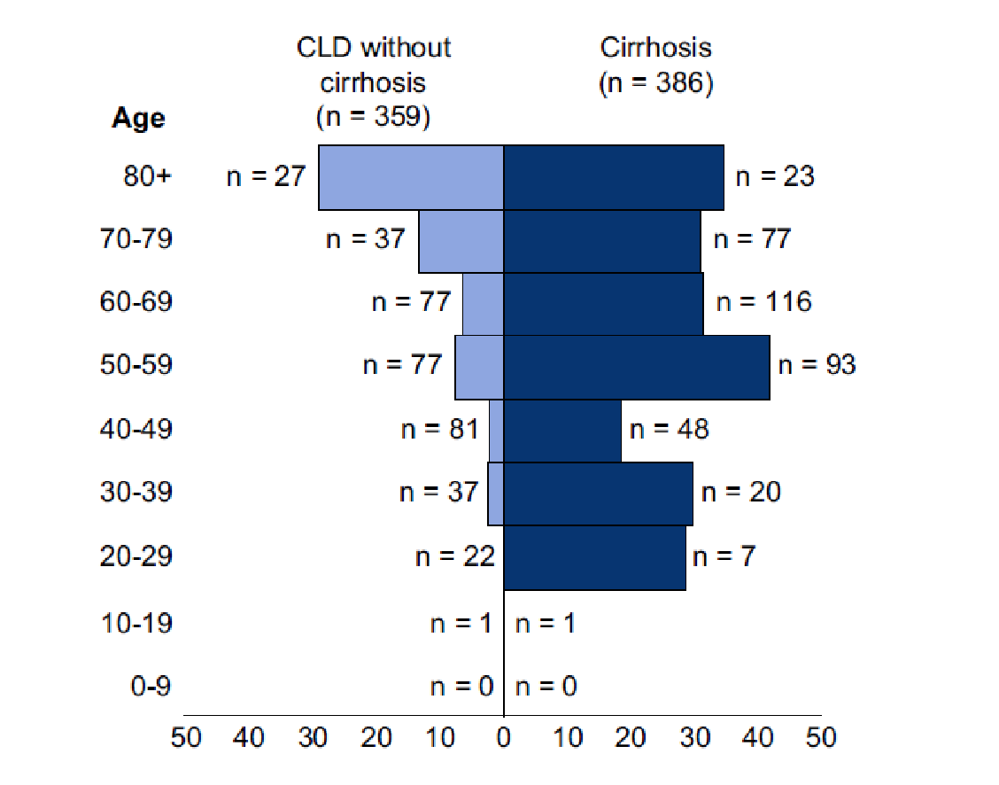 CLD without
cirrhosis
(n = 359)
Cirrhosis
(n = 386)
Age
80+ n = 27 n = 23
70-79 n = 37 n = 77
60-69 n = 77 n = 116
50-59 n = 77 n = 93
40-49 n = 81 n = 48
30-39 n = 37 n = 20
20-29 n = 22 n = 7
10-19 n = 1 n = 1
0-9 n = 0 n = 0
50 40 30 20 10 0 10 20 30 40 50